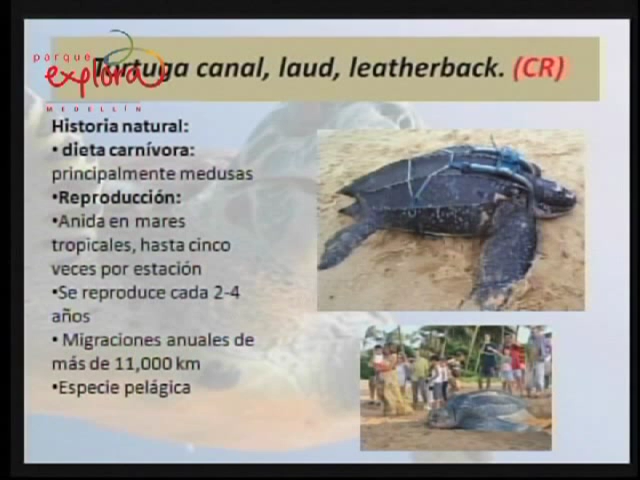 parque
explora
MEDELLÍN
Tortuga canal, laud, leatherback. (CR)
Historia natural:
• dieta carnívora:
principalmente medusas
•Reproducción:
•Anida en mares
tropicales, hasta cinco
veces por estación
•Se reproduce cada 2-4
años
• Migraciones anuales de
más de 11,000 km
•Especie pelágica